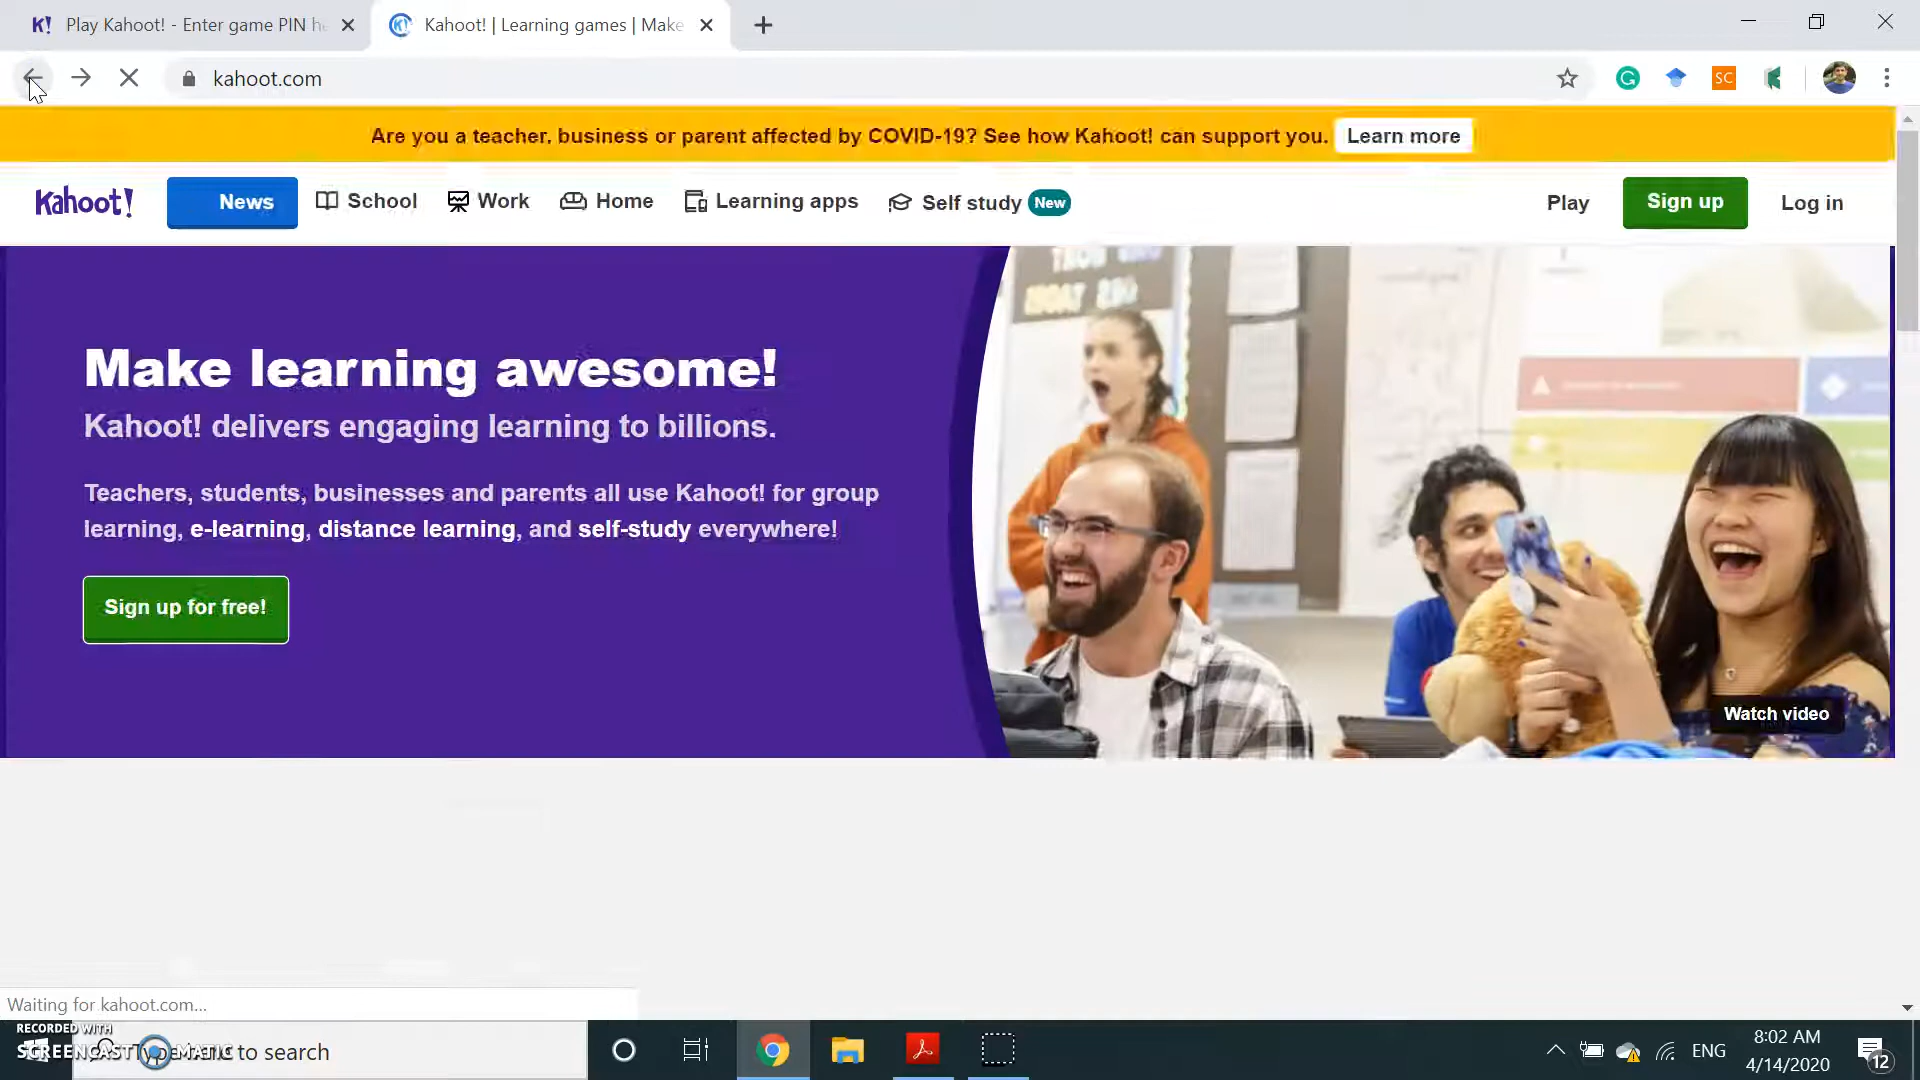 Play Kahoot! - Enter game PIN he
Kahoot! | Learning games | Make
kahoot.com
SC
Are you a teacher, business or parent affected by COVID-19? See how Kahoot! can support you. Learn more
Kahoot! News School Work Home Learning apps Self study New Play Sign up Log in
Make learning awesome!
Kahoot! delivers engaging learning to billions.
Teachers, students, businesses and parents all use Kahoot! for group
learning, e-learning, distance learning, and self-study everywhere!
Sign up for free!
Watch video
Waiting for kahoot.com...
RECORDED WITH
SCREENCAST MATIC
to search
ENG
8:02 AM
4/14/2020
12